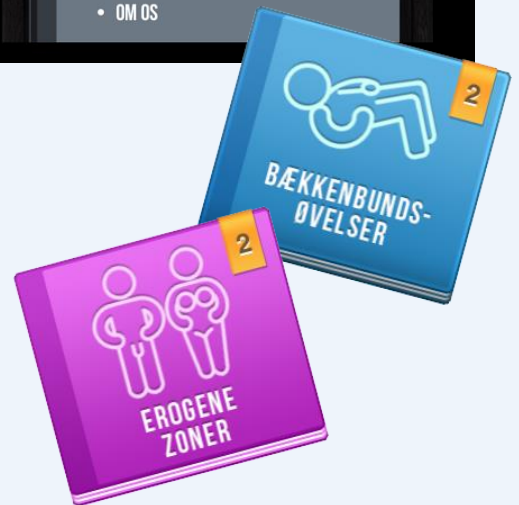 • OM OS
2
BÆKKENBUNDS-
ØVELSER
2
EROGENE
ZONER